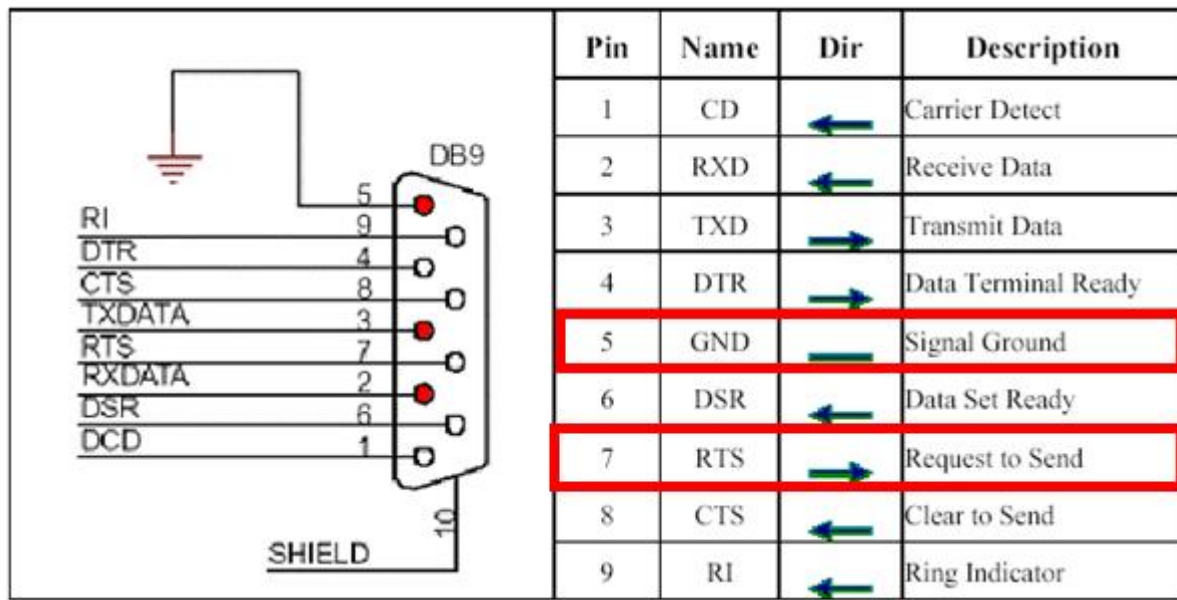 DB9
5
RI 9
DTR 4
CTS 8
TXDATA 3
RTS 7
RXDATA 2
DSR 6
DCD 1
10
SHIELD
Pin Name Dir Description
1 CD Carrier Detect
2 RXD Receive Data
3 TXD Transmit Data
4 DTR Data Terminal Ready
5 GND Signal Ground
6 DSR Data Set Ready
7 RTS Request to Send
8 CTS Clear to Send
9 RI Ring Indicator